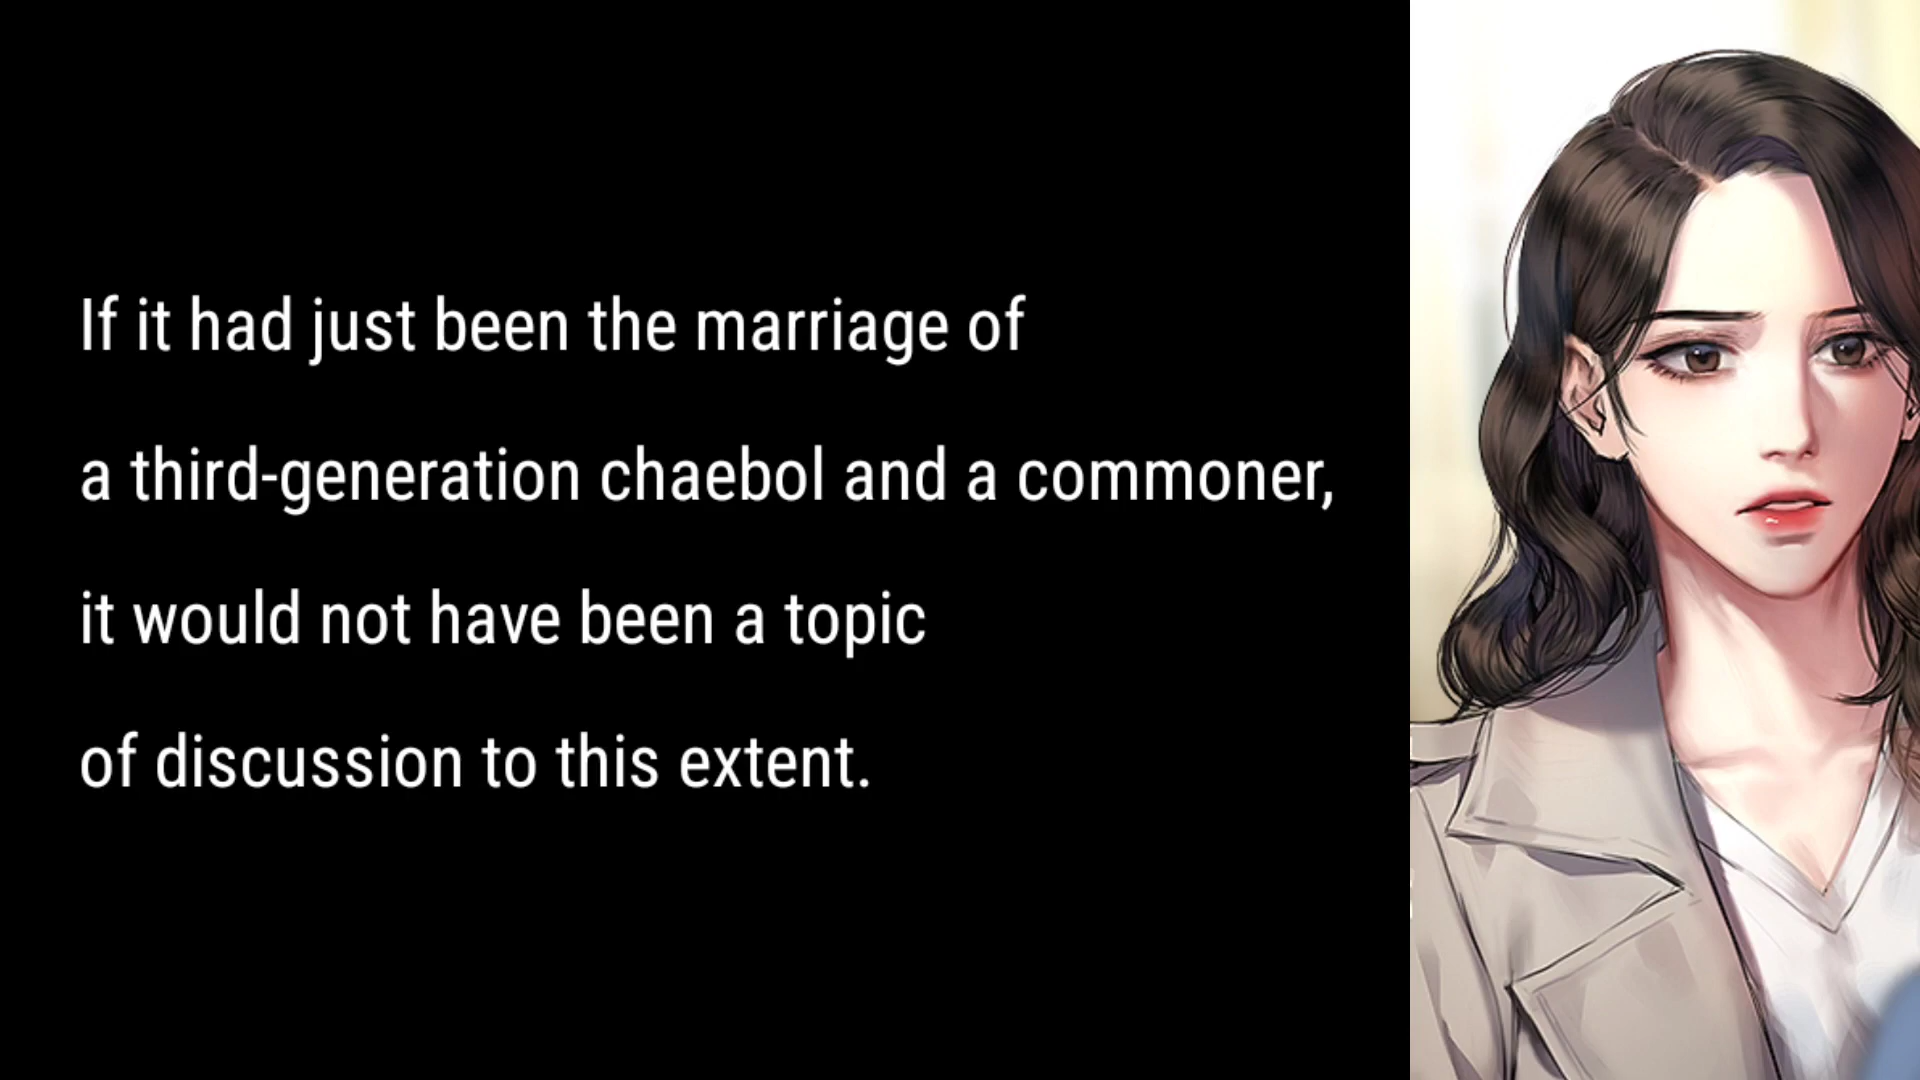 If it had just been the marriage of
a third-generation chaebol and a commoner,
it would not have been a topic
of discussion to this extent.